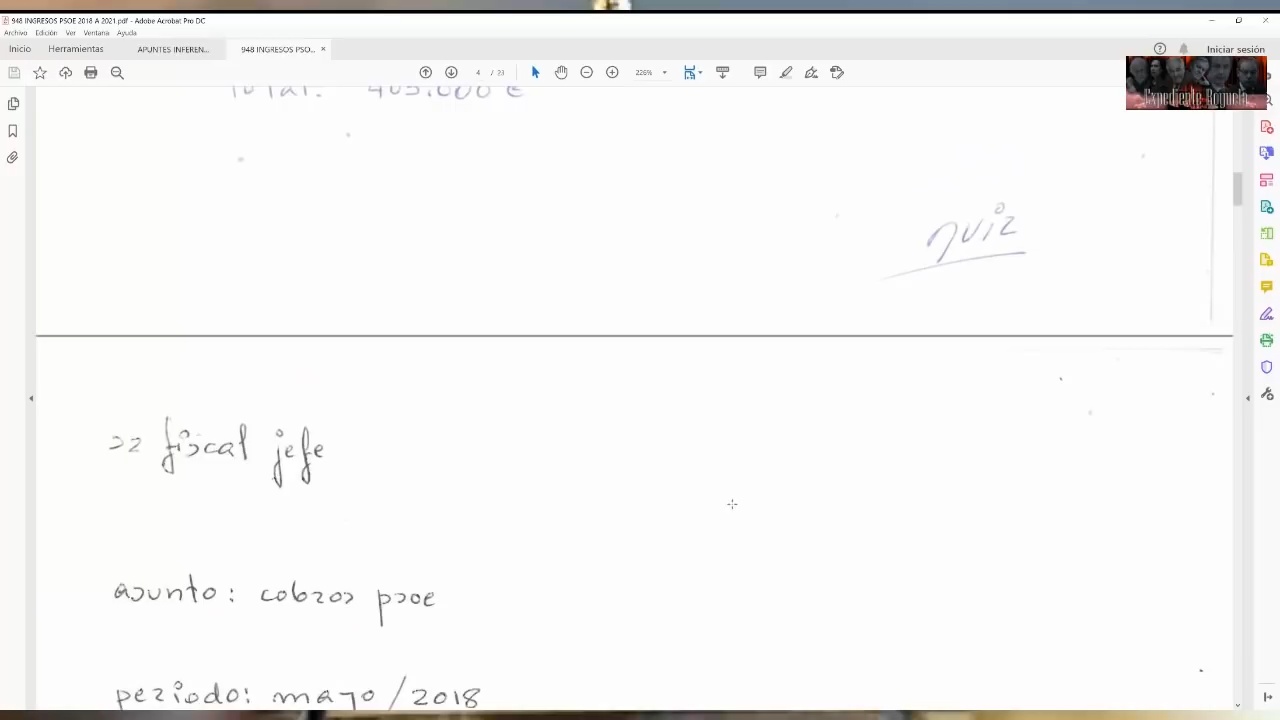 948 INGRESOS PSOE 2018 A 2021.pdf - Adobe Acrobat Pro DC
Archivo Edición Ver Ventana Ayuda
Inicio Herramientas APUNTES INFEREN... 948 INGRESOS PSO... × Iniciar sesión
4 / 23 226%
Expediente Royuela
Total: 405.000 €
ruiz
sr fiscal jefe
asunto: cobros psoe
periodo: mayo/2018